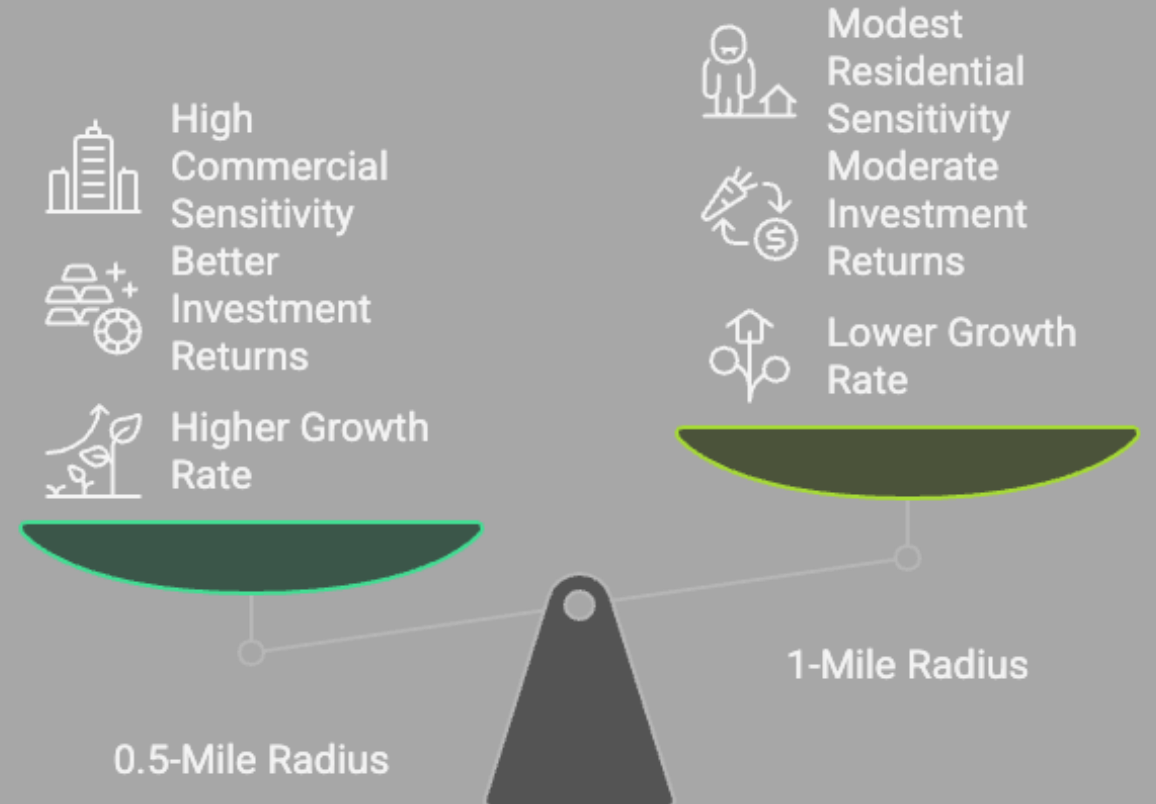 High
Commercial
Sensitivity
Better
Investment
Returns
Higher Growth
Rate
0.5-Mile Radius
Modest
Residential
Sensitivity
Moderate
Investment
Returns
Lower Growth
Rate
1-Mile Radius